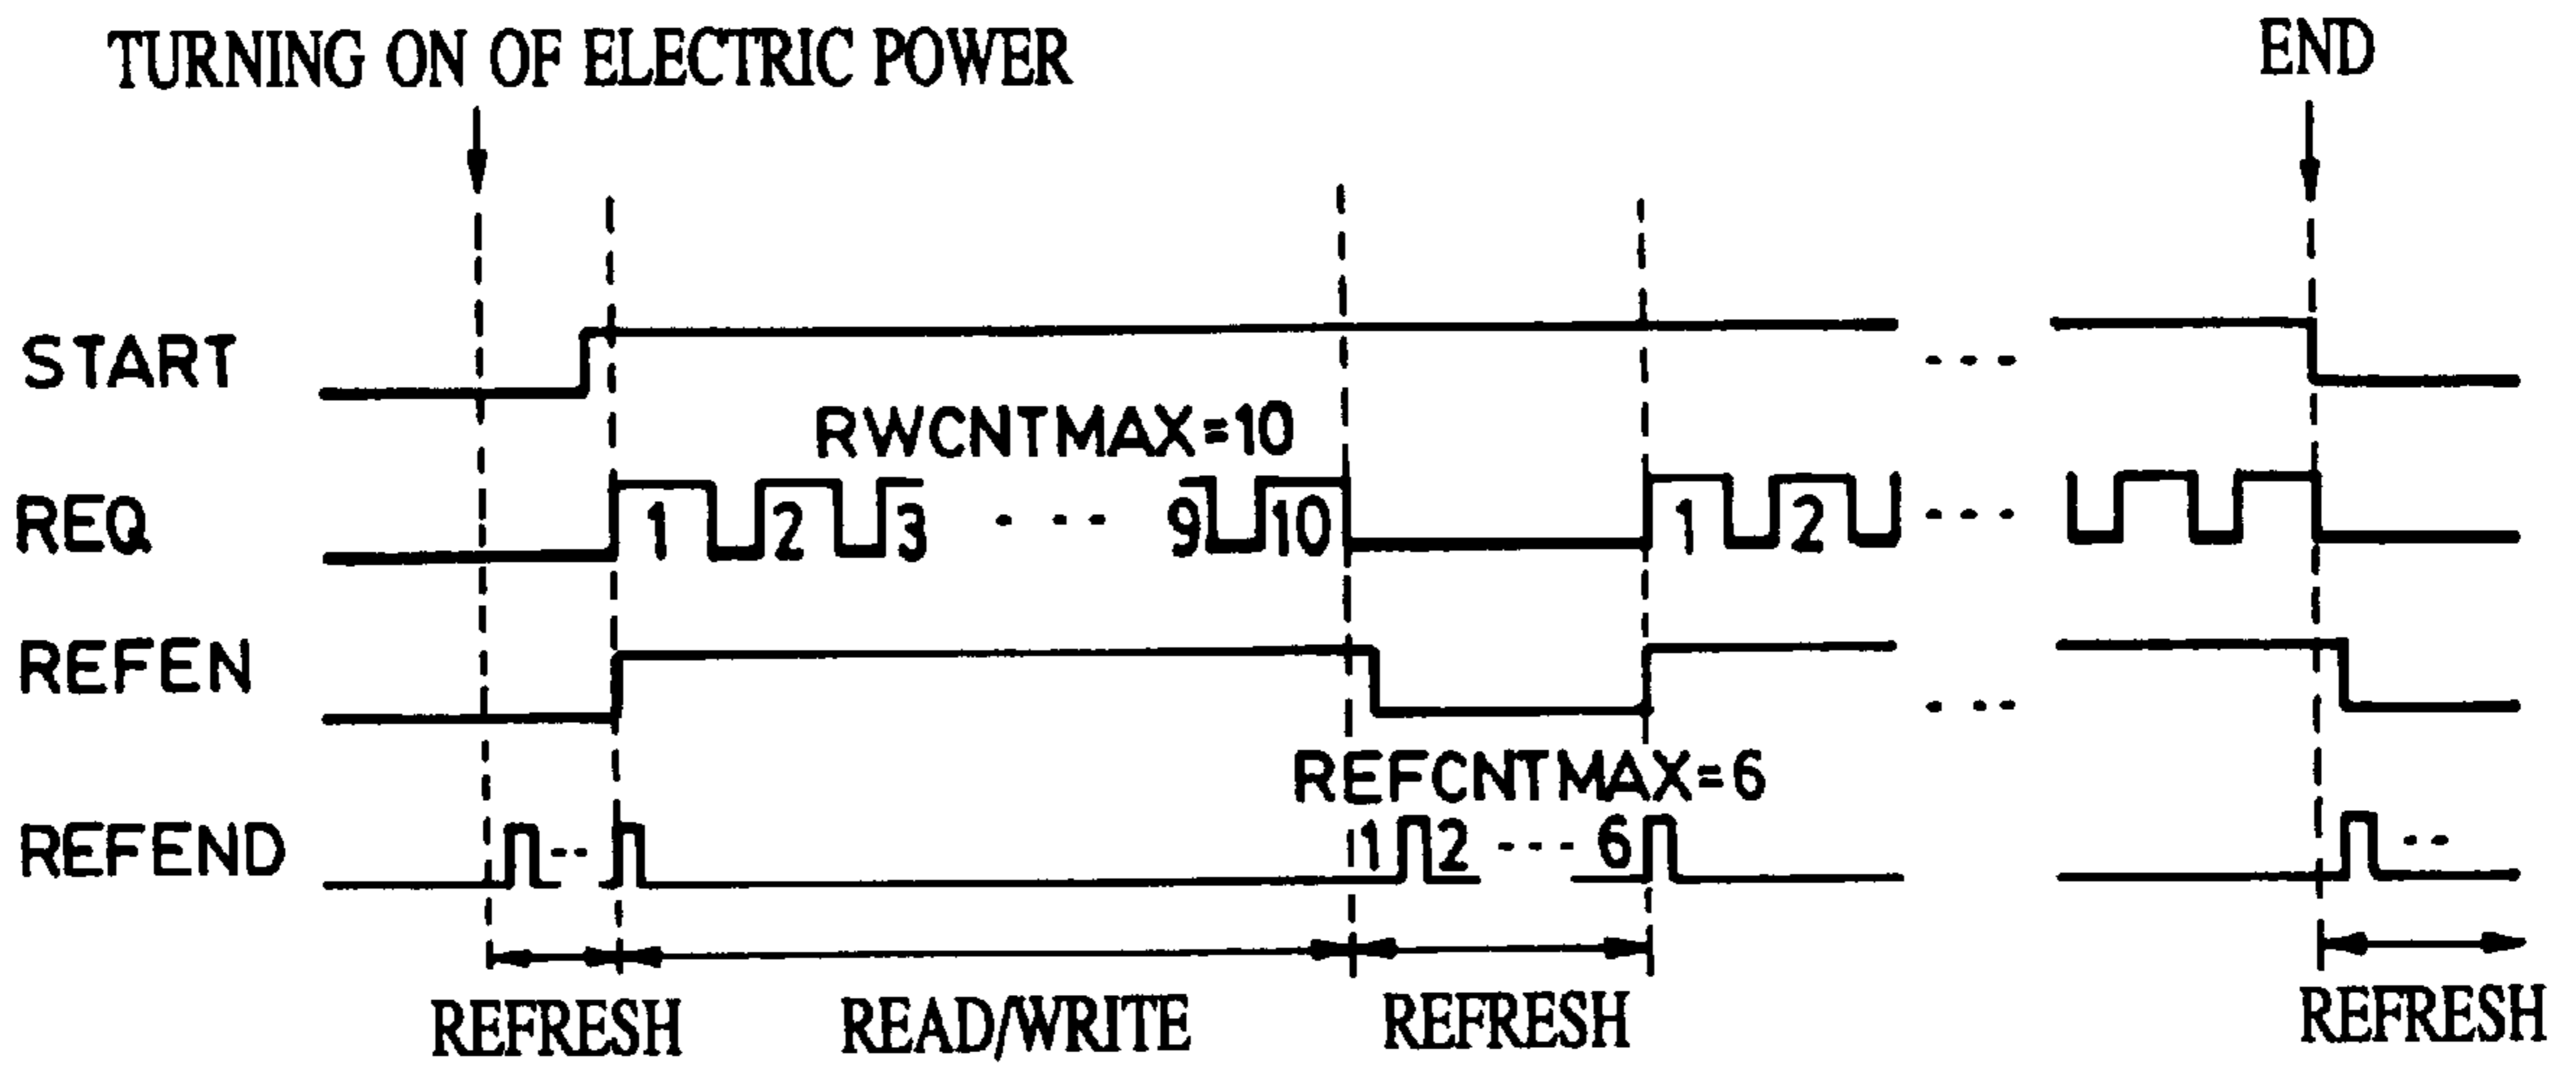 TURNING ON OF ELECTRIC POWER
END
START
RWCNTMAX=10
REQ
1 2 3 ... 9 10 1 2 ...
REFEN
REFCNTMAX=6
REFEND
1 2 ... 6
REFRESH READ/WRITE REFRESH REFRESH